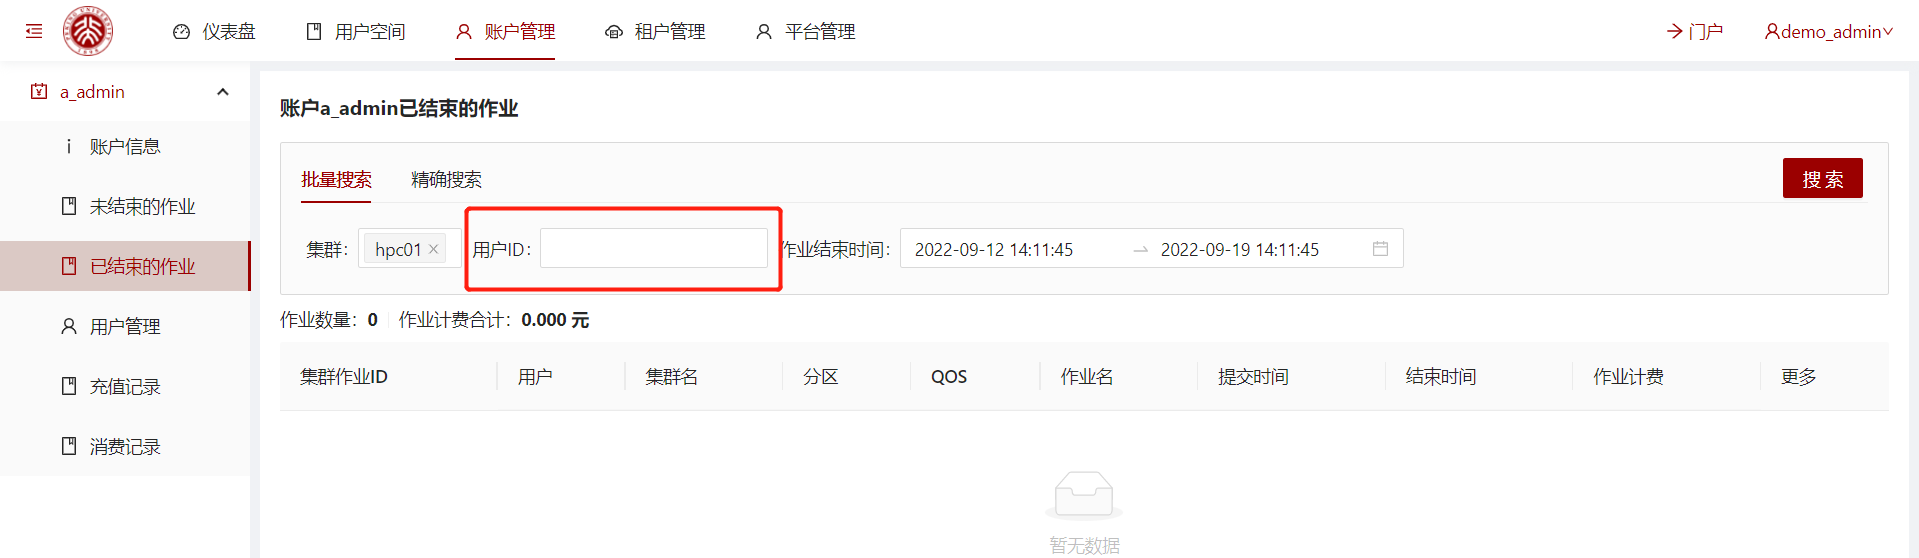 仪表盘 用户空间 账户管理 租户管理 平台管理 门户 demo_admin
a_admin
账户信息
未结束的作业
已结束的作业
用户管理
充值记录
消费记录
账户a_admin已结束的作业
批量搜索 精确搜索 搜 索
集群: hpc01 用户ID: 作业结束时间: 2022-09-12 14:11:45 → 2022-09-19 14:11:45
作业数量: 0 作业计费合计: 0.000 元
集群作业ID 用户 集群名 分区 QOS 作业名 提交时间 结束时间 作业计费 更多
暂无数据